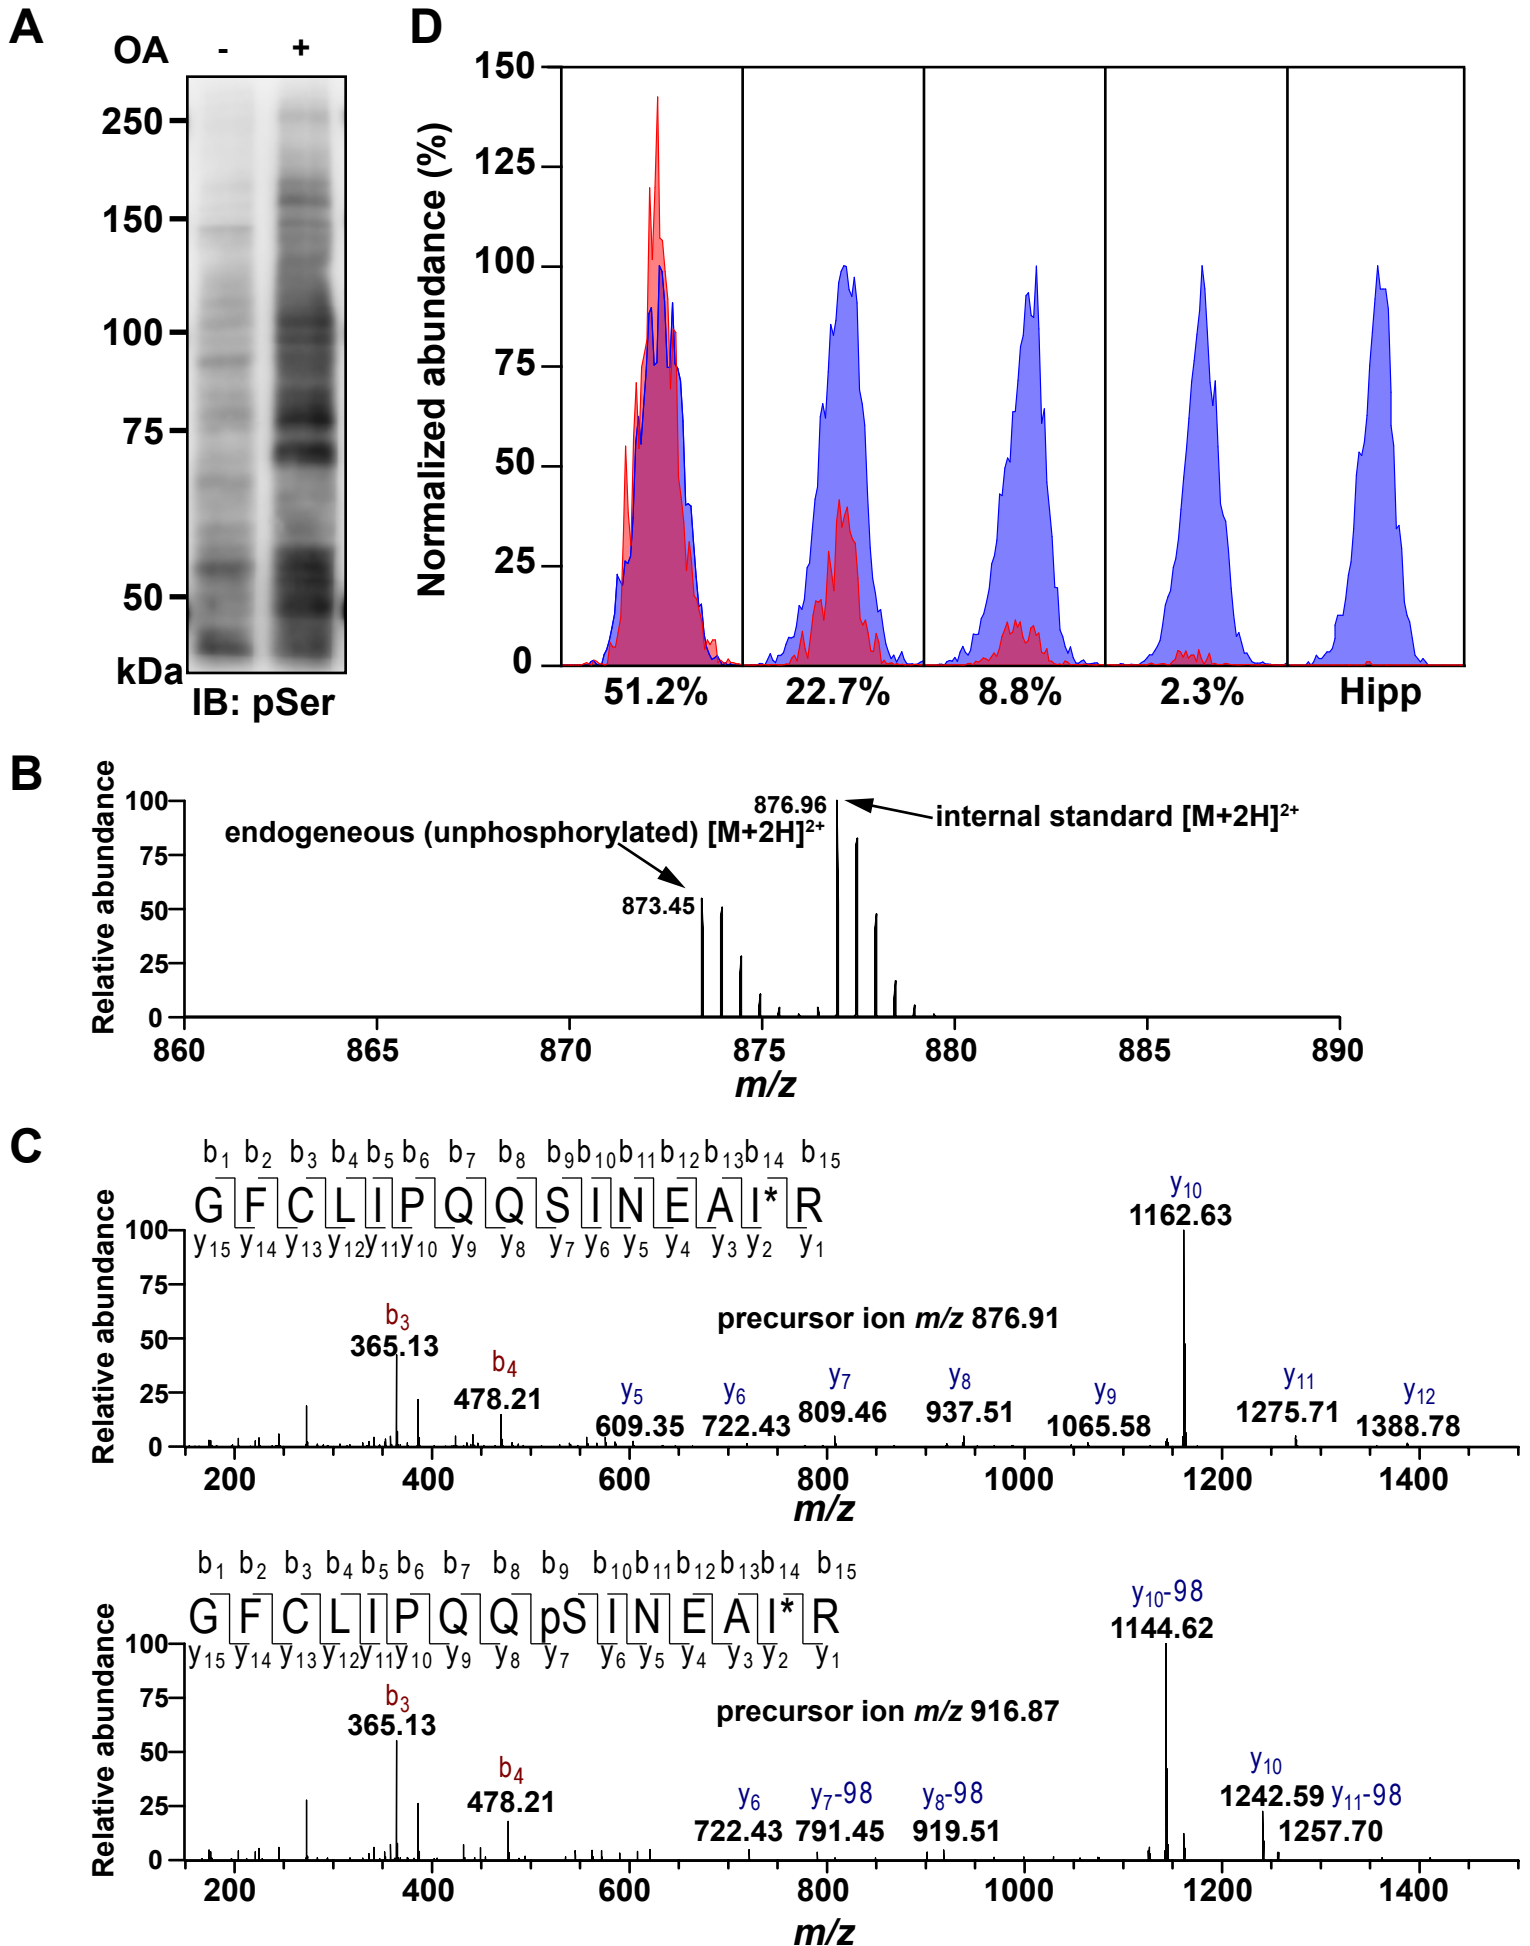 A
OA - +
250
150
100
75
50
kDa
IB: pSer
D
Normalized abundance (%)
150
125
100
75
50
25
0
51.2% 22.7% 8.8% 2.3% Hipp
B
Relative abundance
100
75
50
25
0
endogeneous (unphosphorylated) [M+2H]2+
873.45
876.96
internal standard [M+2H]2+
860 865 870 875 880 885 890
m/z
C
b1 b2 b3 b4 b5 b6 b7 b8 b9 b10 b11 b12 b13 b14 b15
G F C L I P Q Q S I N E A I* R
y15 y14 y13 y12 y11 y10 y9 y8 y7 y6 y5 y4 y3 y2 y1
Relative abundance
100
75
50
25
0
precursor ion m/z 876.91
b3
365.13
b4
478.21
y5
609.35
y6
722.43
y7
809.46
y8
937.51
y9
1065.58
y10
1162.63
y11
1275.71
y12
1388.78
200 400 600 800 1000 1200 1400
m/z
b1 b2 b3 b4 b5 b6 b7 b8 b9 b10 b11 b12 b13 b14 b15
G F C L I P Q Q pS I N E A I* R
y15 y14 y13 y12 y11 y10 y9 y8 y7 y6 y5 y4 y3 y2 y1
Relative abundance
100
75
50
25
0
precursor ion m/z 916.87
b3
365.13
b4
478.21
y6
722.43
y7-98
791.45
y8-98
919.51
y10-98
1144.62
y10
1242.59
y11-98
1257.70
200 400 600 800 1000 1200 1400
m/z